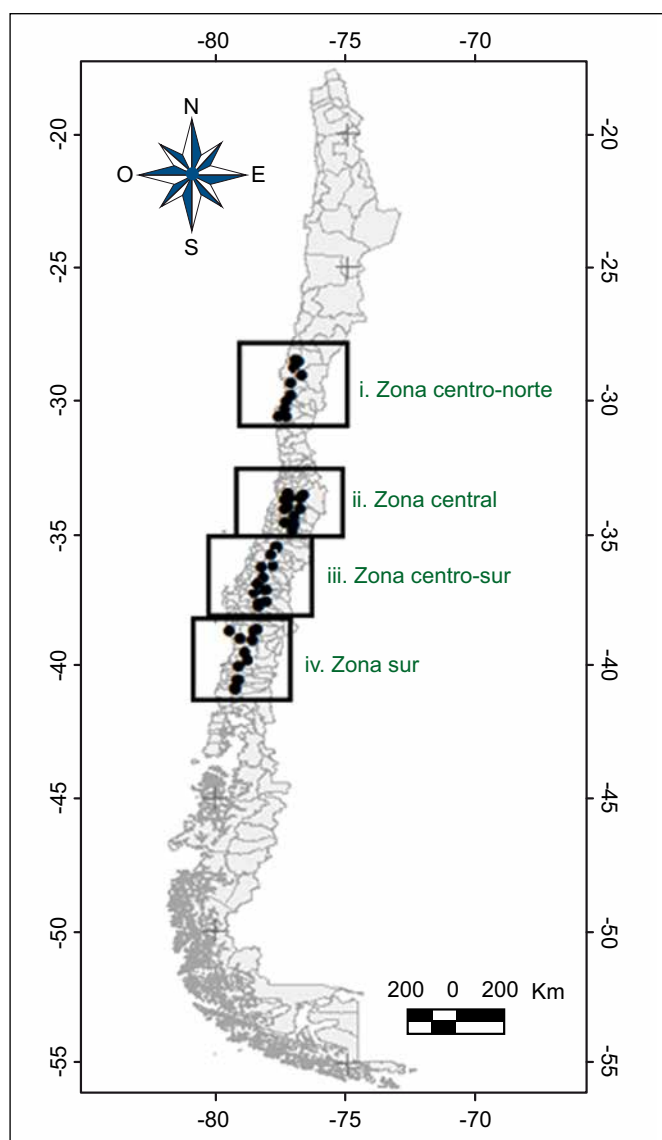 -80 -75 -70
N
O E
S
-20 -20
-25 -25
-30 -30
i. Zona centro-norte
ii. Zona central
-35 -35
iii. Zona centro-sur
-40 -40
iv. Zona sur
-45 -45
-50 -50
200 0 200 Km
-55 -55
-80 -75 -70